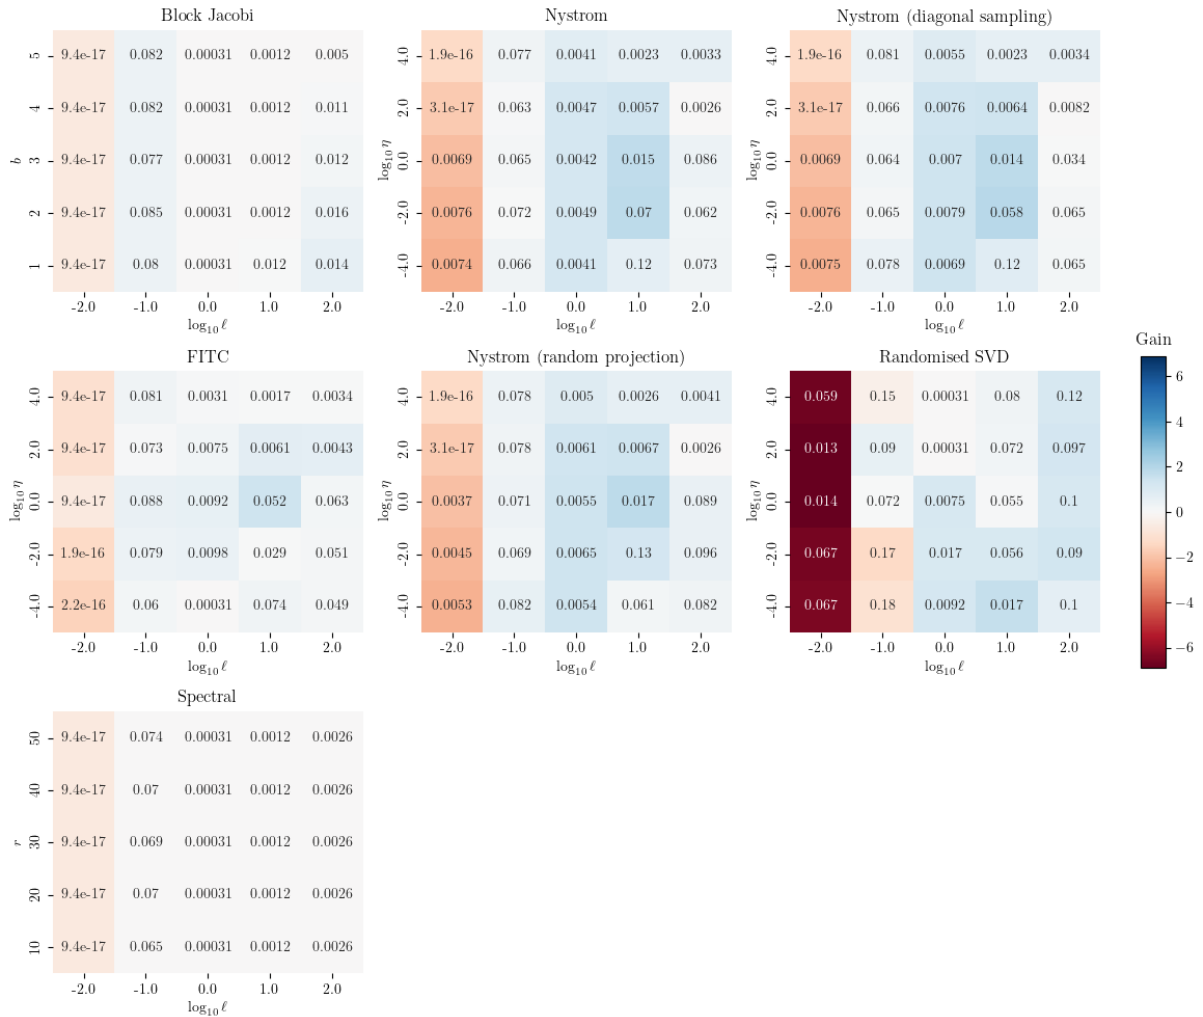 Block Jacobi
b
5 9.4e-17 0.082 0.00031 0.0012 0.005
4 9.4e-17 0.082 0.00031 0.0012 0.011
3 9.4e-17 0.077 0.00031 0.0012 0.012
2 9.4e-17 0.085 0.00031 0.0012 0.016
1 9.4e-17 0.08 0.00031 0.012 0.014
-2.0 -1.0 0.0 1.0 2.0
log₁₀ ℓ
Nystrom
log₁₀ η
4.0 1.9e-16 0.077 0.0041 0.0023 0.0033
2.0 3.1e-17 0.063 0.0047 0.0057 0.0026
0.0 0.0069 0.065 0.0042 0.015 0.086
-2.0 0.0076 0.072 0.0049 0.07 0.062
-4.0 0.0074 0.066 0.0041 0.12 0.073
-2.0 -1.0 0.0 1.0 2.0
log₁₀ ℓ
Nystrom (diagonal sampling)
log₁₀ η
4.0 1.9e-16 0.081 0.0055 0.0023 0.0034
2.0 3.1e-17 0.066 0.0076 0.0064 0.0082
0.0 0.0069 0.064 0.007 0.014 0.034
-2.0 0.0076 0.065 0.0079 0.058 0.065
-4.0 0.0075 0.078 0.0069 0.12 0.065
-2.0 -1.0 0.0 1.0 2.0
log₁₀ ℓ
FITC
log₁₀ η
4.0 9.4e-17 0.081 0.0031 0.0017 0.0034
2.0 9.4e-17 0.073 0.0075 0.0061 0.0043
0.0 9.4e-17 0.088 0.0092 0.052 0.063
-2.0 1.9e-16 0.079 0.0098 0.029 0.051
-4.0 2.2e-16 0.06 0.00031 0.074 0.049
-2.0 -1.0 0.0 1.0 2.0
log₁₀ ℓ
Nystrom (random projection)
log₁₀ η
4.0 1.9e-16 0.078 0.005 0.0026 0.0041
2.0 3.1e-17 0.078 0.0061 0.0067 0.0026
0.0 0.0037 0.071 0.0055 0.017 0.089
-2.0 0.0045 0.069 0.0065 0.13 0.096
-4.0 0.0053 0.082 0.0054 0.061 0.082
-2.0 -1.0 0.0 1.0 2.0
log₁₀ ℓ
Randomised SVD
log₁₀ η
4.0 0.059 0.15 0.00031 0.08 0.12
2.0 0.013 0.09 0.00031 0.072 0.097
0.0 0.014 0.072 0.0075 0.055 0.1
-2.0 0.067 0.17 0.017 0.056 0.09
-4.0 0.067 0.18 0.0092 0.017 0.1
-2.0 -1.0 0.0 1.0 2.0
log₁₀ ℓ
Gain
6
4
2
0
−2
−4
−6
Spectral
r
50 9.4e-17 0.074 0.00031 0.0012 0.0026
40 9.4e-17 0.07 0.00031 0.0012 0.0026
30 9.4e-17 0.069 0.00031 0.0012 0.0026
20 9.4e-17 0.07 0.00031 0.0012 0.0026
10 9.4e-17 0.065 0.00031 0.0012 0.0026
-2.0 -1.0 0.0 1.0 2.0
log₁₀ ℓ